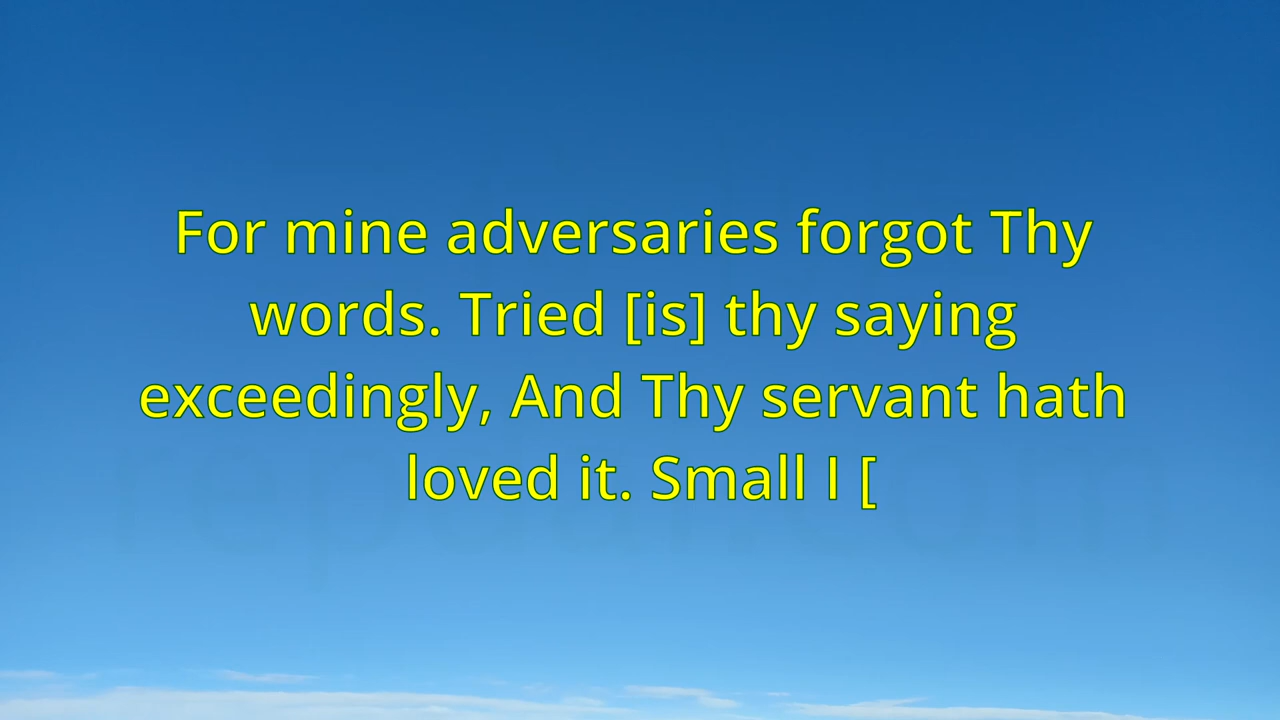 For mine adversaries forgot Thy
words. Tried [is] thy saying
exceedingly, And Thy servant hath
loved it. Small I [